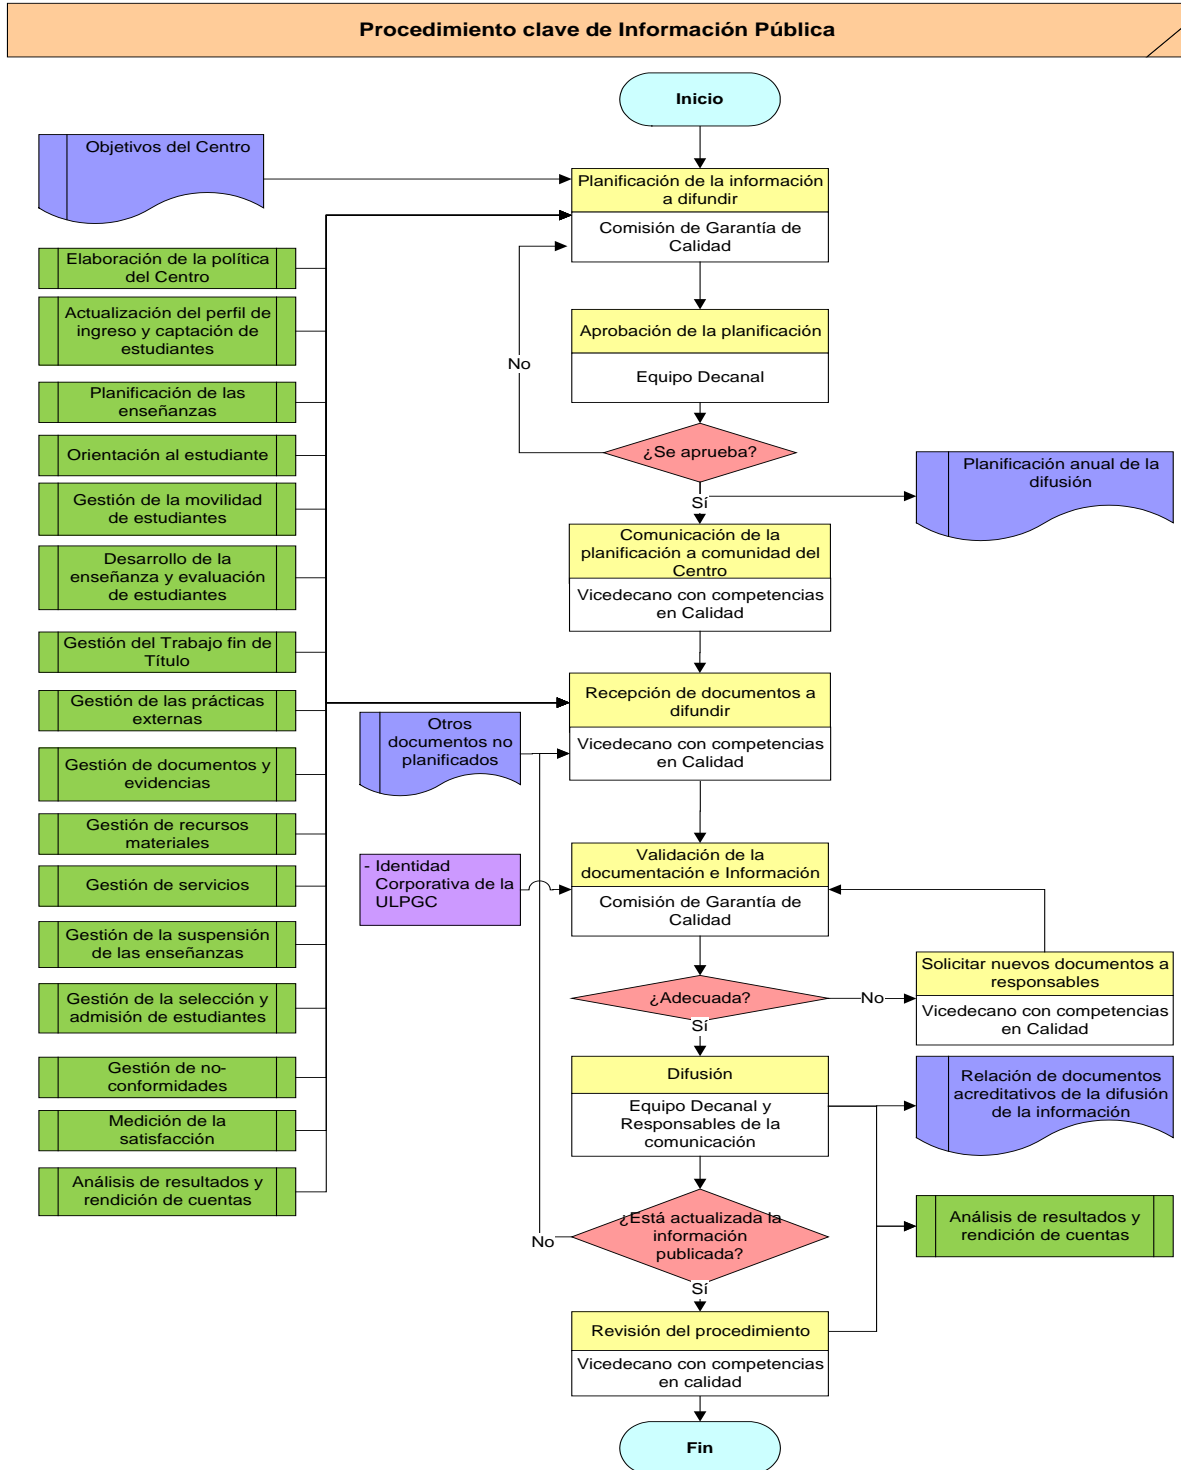 Procedimiento clave de Información Pública
Inicio
Objetivos del Centro
Planificación de la información
a difundir
Comisión de Garantía de
Calidad
Elaboración de la política
del Centro
Actualización del perfil de
ingreso y captación de
estudiantes
Aprobación de la planificación
Equipo Decanal
No
Planificación de las
enseñanzas
Orientación al estudiante
¿Se aprueba?
Sí
Planificación anual de la
difusión
Gestión de la movilidad
de estudiantes
Comunicación de la
planificación a comunidad del
Centro
Vicedecano con competencias
en Calidad
Desarrollo de la
enseñanza y evaluación
de estudiantes
Gestión del Trabajo fin de
Título
Gestión de las prácticas
externas
Recepción de documentos a
difundir
Vicedecano con competencias
en Calidad
Otros
documentos no
planificados
Gestión de documentos y
evidencias
Gestión de recursos
materiales
Validación de la
documentación e Información
Comisión de Garantía de
Calidad
- Identidad
Corporativa de la
ULPGC
Gestión de servicios
Gestión de la suspensión
de las enseñanzas
Gestión de la selección y
admisión de estudiantes
¿Adecuada?
No
Sí
Solicitar nuevos documentos a
responsables
Vicedecano con competencias
en Calidad
Gestión de no-
conformidades
Difusión
Equipo Decanal y
Responsables de la
comunicación
Relación de documentos
acreditativos de la difusión
de la información
Medición de la
satisfacción
Análisis de resultados y
rendición de cuentas
¿Está actualizada la
información
publicada?
No
Sí
Análisis de resultados y
rendición de cuentas
Revisión del procedimiento
Vicedecano con competencias
en calidad
Fin